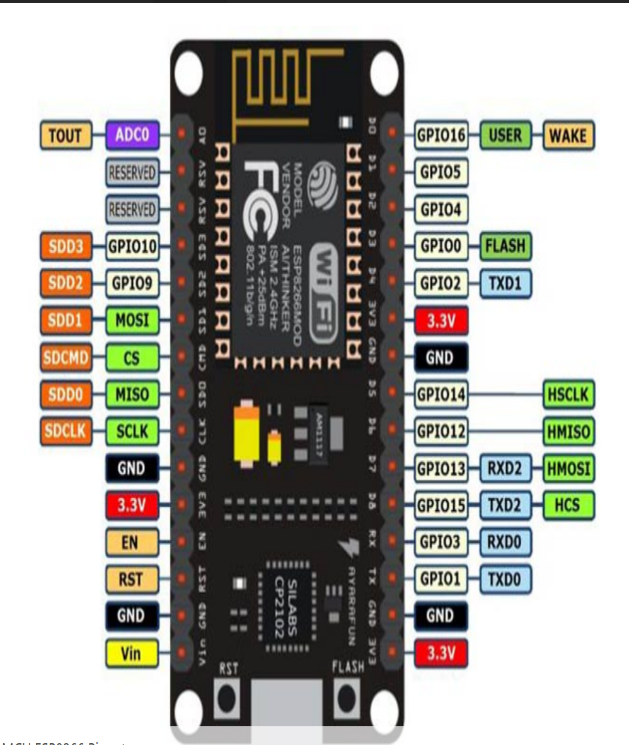 TOUT ADC0 A0 D0 GPIO16 USER WAKE
RESERVED RSV D1 GPIO5
RESERVED RSV D2 GPIO4
SDD3 GPIO10 SD3 D3 GPIO0 FLASH
SDD2 GPIO9 SD2 D4 GPIO2 TXD1
SDD1 MOSI SD1 3V3 3.3V
SDCMD CS CMD GND GND
SDD0 MISO SD0 D5 GPIO14 HSCLK
SDCLK SCLK CLK D6 GPIO12 HMISO
GND GND D7 GPIO13 RXD2 HMOSI
3.3V 3V3 D8 GPIO15 TXD2 HCS
EN EN RX GPIO3 RXD0
RST RST TX GPIO1 TXD0
GND GND GND GND
Vin Vin 3V3 3.3V
MODEL ESP8266MOD
VENDOR AI/THINKER
ISM 2.4GHz
PA +25dBm
802.11b/g/n
FC
Wi Fi
AM1117
SILABS
CP2102
AYARAFUN
RST FLASH